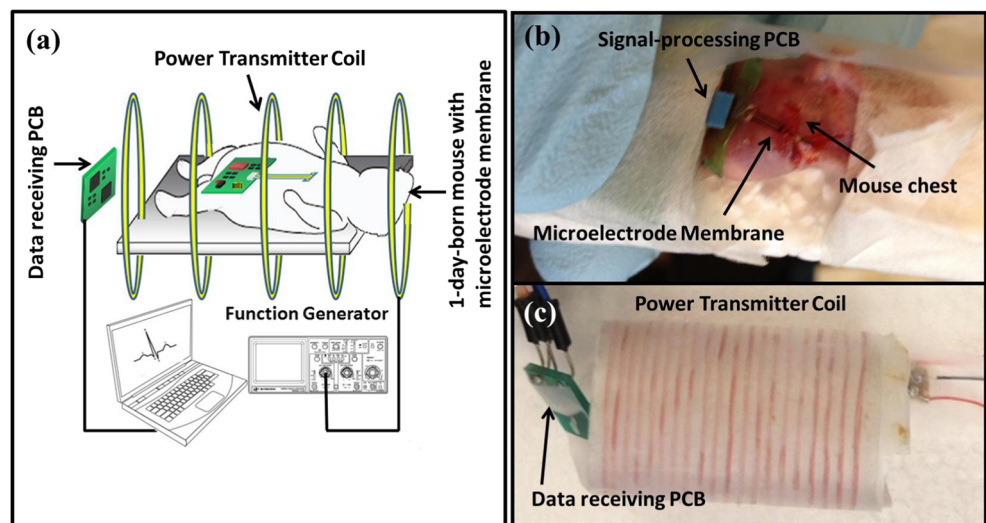 (a)
Power Transmitter Coil
Data receiving PCB
1-day-born mouse with
microelectrode membrane
Function Generator
(b)
Signal-processing PCB
Mouse chest
Microelectrode Membrane
(c)
Power Transmitter Coil
Data receiving PCB